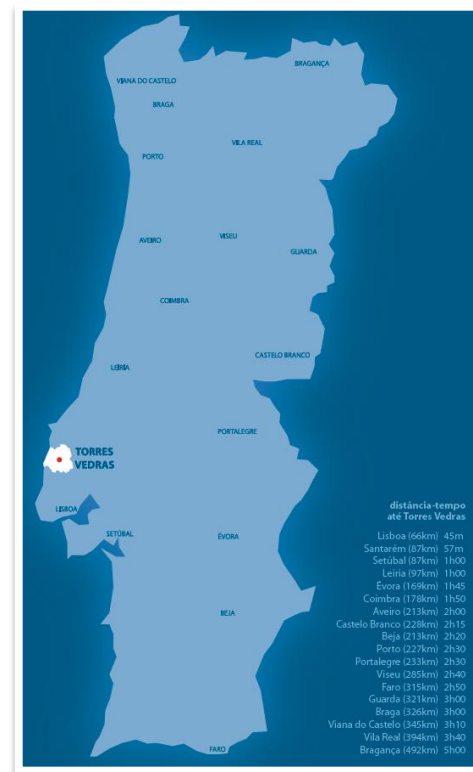 BRAGANÇA
VIANA DO CASTELO
BRAGA
VILA REAL
PORTO
AVEIRO
VISEU
GUARDA
COIMBRA
CASTELO BRANCO
LEIRIA
PORTALEGRE
TORRES
VEDRAS
LISBOA
SETÚBAL
ÉVORA
BEJA
FARO
distância-tempo
até Torres Vedras
Lisboa (66km) 45m
Santarém (87km) 57m
Setúbal (87km) 1h00
Leiria (97km) 1h00
Évora (169km) 1h45
Coimbra (178km) 1h50
Aveiro (213km) 2h00
Castelo Branco (228km) 2h15
Beja (213km) 2h20
Porto (227km) 2h30
Portalegre (233km) 2h30
Viseu (285km) 2h40
Faro (315km) 2h50
Guarda (321km) 3h00
Braga (326km) 3h00
Viana do Castelo (345km) 3h10
Vila Real (394km) 3h40
Bragança (492km) 5h00